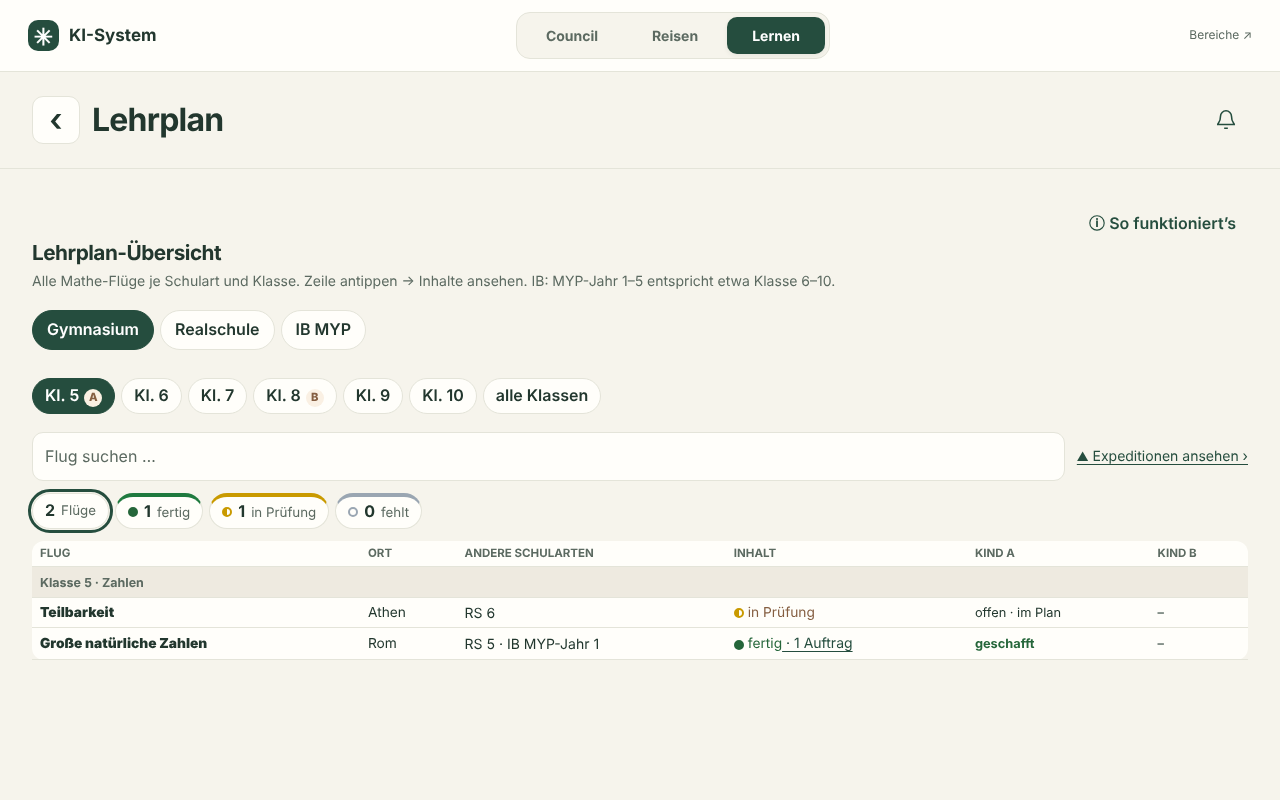 KI-System
Council Reisen Lernen
Bereiche ↗
‹ Lehrplan
ⓘ So funktioniert’s
Lehrplan-Übersicht
Alle Mathe-Flüge je Schulart und Klasse. Zeile antippen → Inhalte ansehen. IB: MYP-Jahr 1–5 entspricht etwa Klasse 6–10.
Gymnasium Realschule IB MYP
Kl. 5 A Kl. 6 Kl. 7 Kl. 8 B Kl. 9 Kl. 10 alle Klassen
Flug suchen …
▲ Expeditionen ansehen ›
2 Flüge 1 fertig 1 in Prüfung 0 fehlt
FLUG ORT ANDERE SCHULARTEN INHALT KIND A KIND B
Klasse 5 · Zahlen
Teilbarkeit Athen RS 6 in Prüfung offen · im Plan –
Große natürliche Zahlen Rom RS 5 · IB MYP-Jahr 1 fertig · 1 Auftrag geschafft –